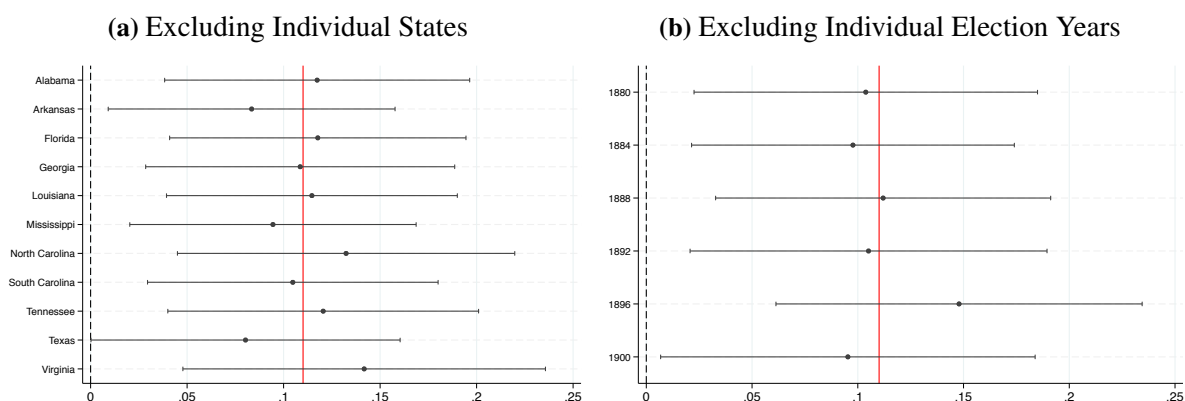 (a) Excluding Individual States
Alabama
Arkansas
Florida
Georgia
Louisiana
Mississippi
North Carolina
South Carolina
Tennessee
Texas
Virginia
0 .05 .1 .15 .2 .25
(b) Excluding Individual Election Years
1880
1884
1888
1892
1896
1900
0 .05 .1 .15 .2 .25